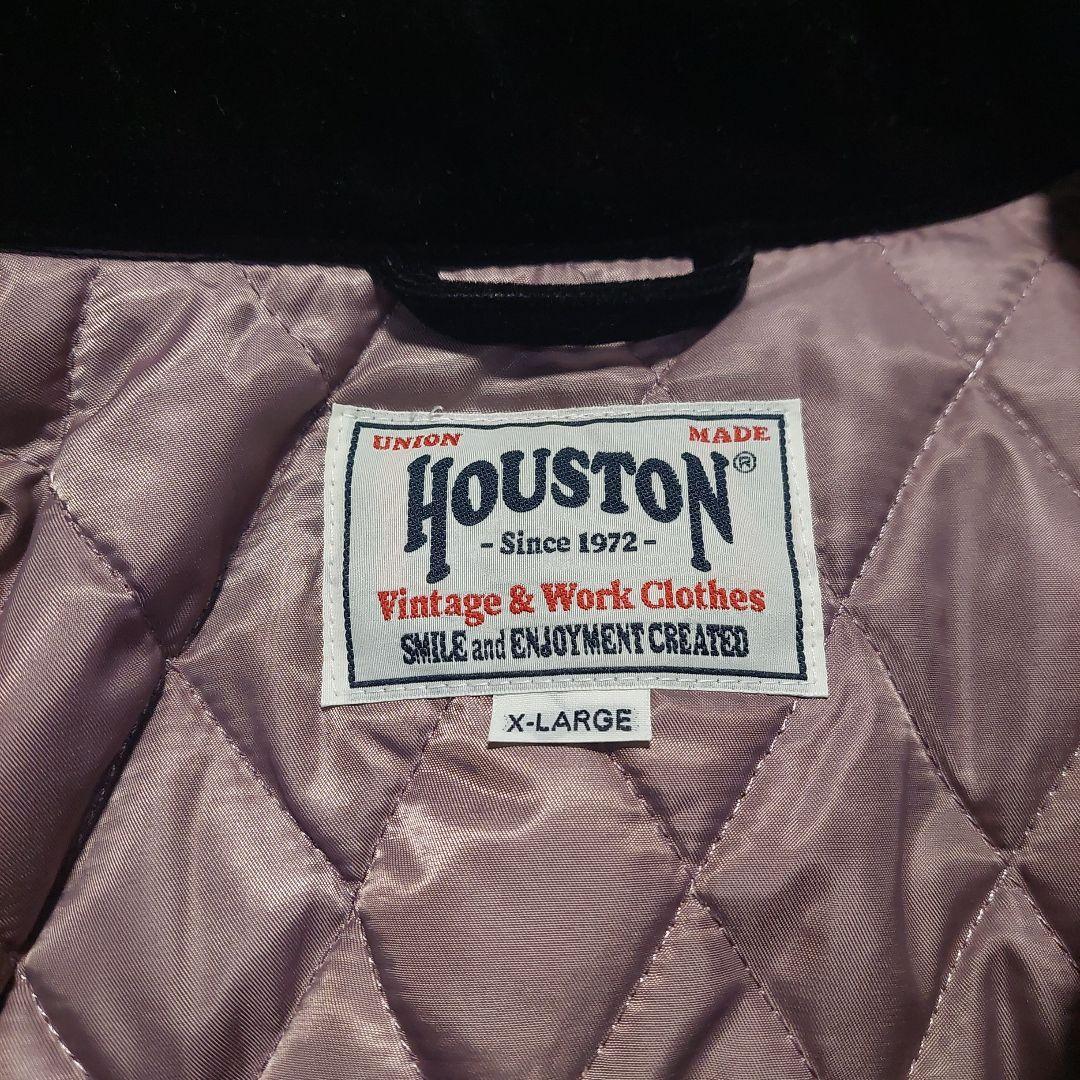 UNION MADE
HOUSTON®
- Since 1972 -
Vintage & Work Clothes
SMILE and ENJOYMENT CREATED
X-LARGE